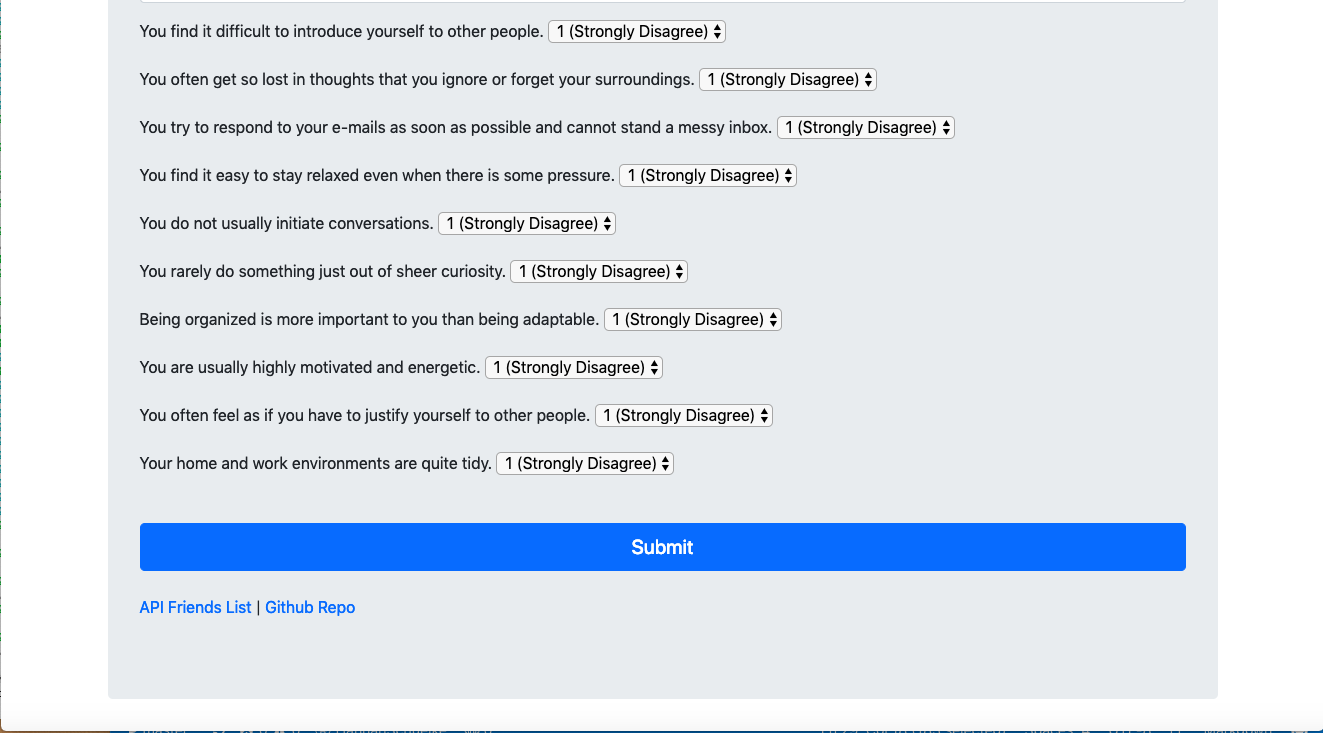 You find it difficult to introduce yourself to other people. 1 (Strongly Disagree)
You often get so lost in thoughts that you ignore or forget your surroundings. 1 (Strongly Disagree)
You try to respond to your e-mails as soon as possible and cannot stand a messy inbox. 1 (Strongly Disagree)
You find it easy to stay relaxed even when there is some pressure. 1 (Strongly Disagree)
You do not usually initiate conversations. 1 (Strongly Disagree)
You rarely do something just out of sheer curiosity. 1 (Strongly Disagree)
Being organized is more important to you than being adaptable. 1 (Strongly Disagree)
You are usually highly motivated and energetic. 1 (Strongly Disagree)
You often feel as if you have to justify yourself to other people. 1 (Strongly Disagree)
Your home and work environments are quite tidy. 1 (Strongly Disagree)
Submit
API Friends List | Github Repo